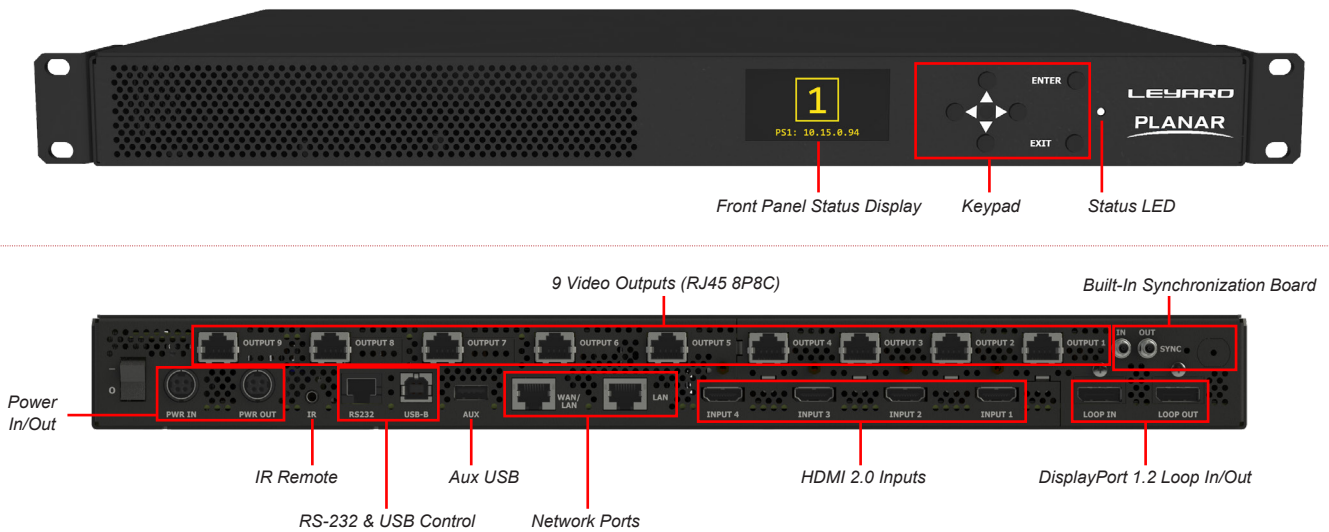 1
PS1: 10.15.0.94
ENTER
EXIT
LEYARD
PLANAR
Front Panel Status Display
Keypad
Status LED
9 Video Outputs (RJ45 8P8C)
Built-In Synchronization Board
OUTPUT 9
OUTPUT 8
OUTPUT 7
OUTPUT 6
OUTPUT 5
OUTPUT 4
OUTPUT 3
OUTPUT 2
OUTPUT 1
IN
OUT
SYNC
Power
In/Out
PWR IN
PWR OUT
IR
RS232
USB-B
AUX
WAN/
LAN
LAN
INPUT 4
INPUT 3
INPUT 2
INPUT 1
LOOP IN
LOOP OUT
IR Remote
Aux USB
HDMI 2.0 Inputs
DisplayPort 1.2 Loop In/Out
RS-232 & USB Control
Network Ports